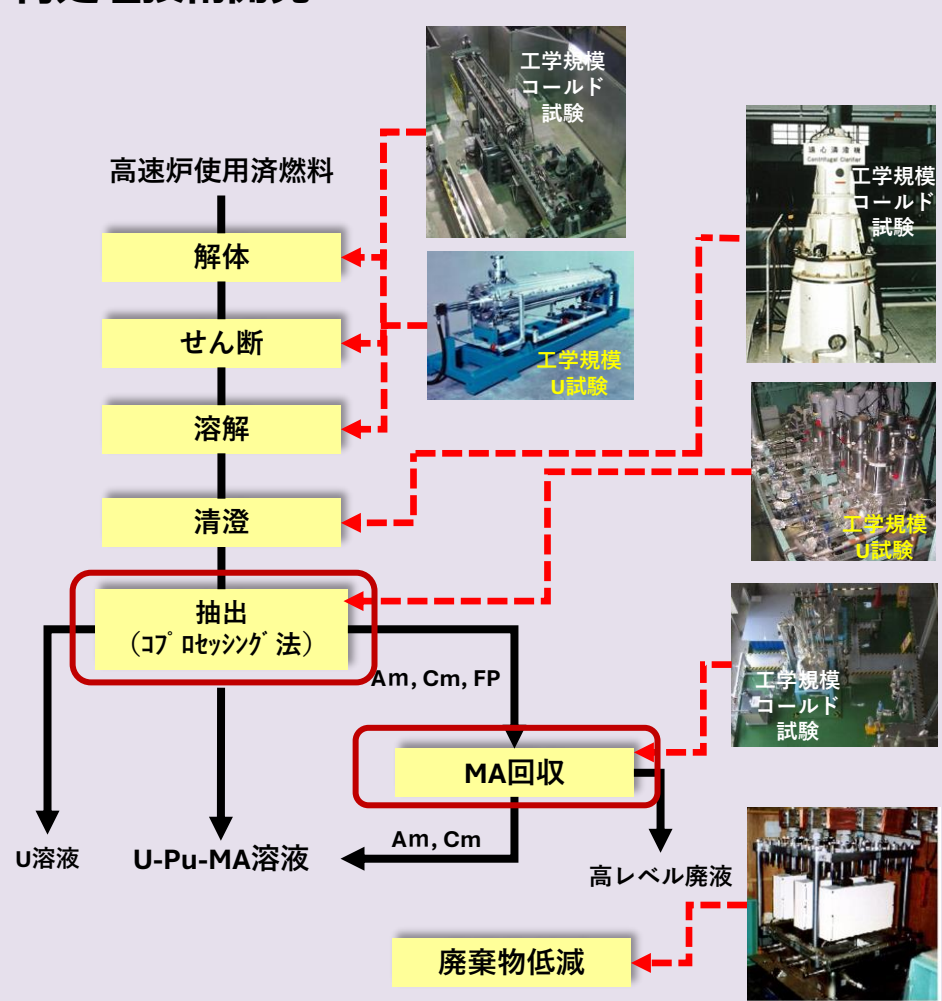 工学規模
コールド
試験
遠心清澄機
Centrifugal Clarifier
工学規模
コールド
試験
高速炉使用済燃料
解体
せん断
工学規模
U試験
溶解
清澄
工学規模
U試験
抽出
（ｺﾌﾟﾛｾｯｼﾝｸﾞ法）
Am, Cm, FP
工学規模
コールド
試験
MA回収
Am, Cm
U溶液
U-Pu-MA溶液
高レベル廃液
廃棄物低減